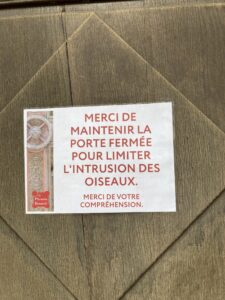 MERCI DE
MAINTENIR LA
PORTE FERMÉE
POUR LIMITER
L'INTRUSION DES
OISEAUX.
MERCI DE VOTRE
COMPRÉHENSION.